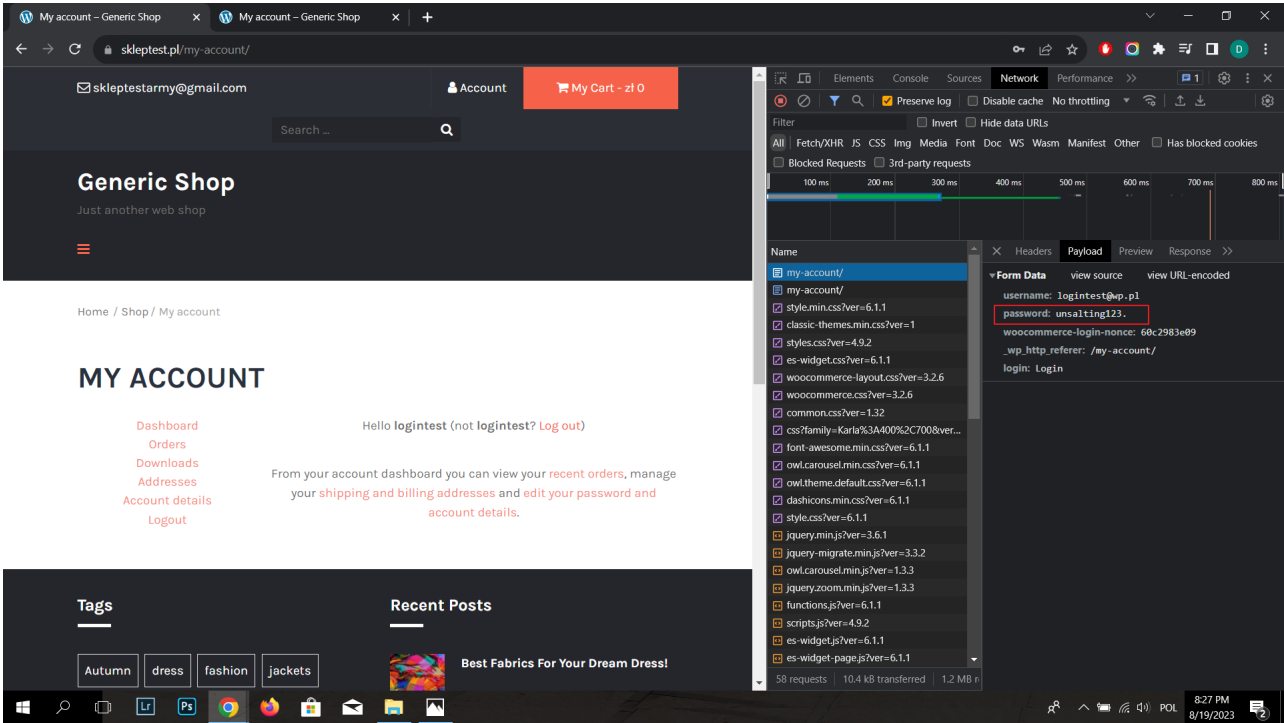 My account – Generic Shop
My account – Generic Shop
skleptest.pl/my-account/
D
skleptestarmy@gmail.com
Account
My Cart - zł 0
Search ...
Generic Shop
Just another web shop
Home / Shop / My account
MY ACCOUNT
Dashboard
Orders
Downloads
Addresses
Account details
Logout
Hello logintest (not logintest? Log out)
From your account dashboard you can view your recent orders, manage
your shipping and billing addresses and edit your password and
account details.
Tags
Autumn dress fashion jackets
Recent Posts
Best Fabrics For Your Dream Dress!
Elements Console Sources Network Performance 1
Preserve log Disable cache No throttling
Filter Invert Hide data URLs
All Fetch/XHR JS CSS Img Media Font Doc WS Wasm Manifest Other Has blocked cookies
Blocked Requests 3rd-party requests
100 ms 200 ms 300 ms 400 ms 500 ms 600 ms 700 ms 800 ms
Name
my-account/
my-account/
style.min.css?ver=6.1.1
classic-themes.min.css?ver=1
styles.css?ver=4.9.2
es-widget.css?ver=6.1.1
woocommerce-layout.css?ver=3.2.6
woocommerce.css?ver=3.2.6
common.css?ver=1.32
css?family=Karla%3A400%2C700&ver...
font-awesome.min.css?ver=6.1.1
owl.carousel.min.css?ver=6.1.1
owl.theme.default.css?ver=6.1.1
dashicons.min.css?ver=6.1.1
style.css?ver=6.1.1
jquery.min.js?ver=3.6.1
jquery-migrate.min.js?ver=3.3.2
owl.carousel.min.js?ver=1.3.3
jquery.zoom.min.js?ver=1.3.3
functions.js?ver=6.1.1
scripts.js?ver=4.9.2
es-widget.js?ver=6.1.1
es-widget-page.js?ver=6.1.1
58 requests 10.4 kB transferred 1.2 MB r
Headers Payload Preview Response
Form Data view source view URL-encoded
username: logintest@wp.pl
password: unsalting123.
woocommerce-login-nonce: 60c2983e09
_wp_http_referer: /my-account/
login: Login
Lr Ps
POL
8:27 PM
8/19/2023
2